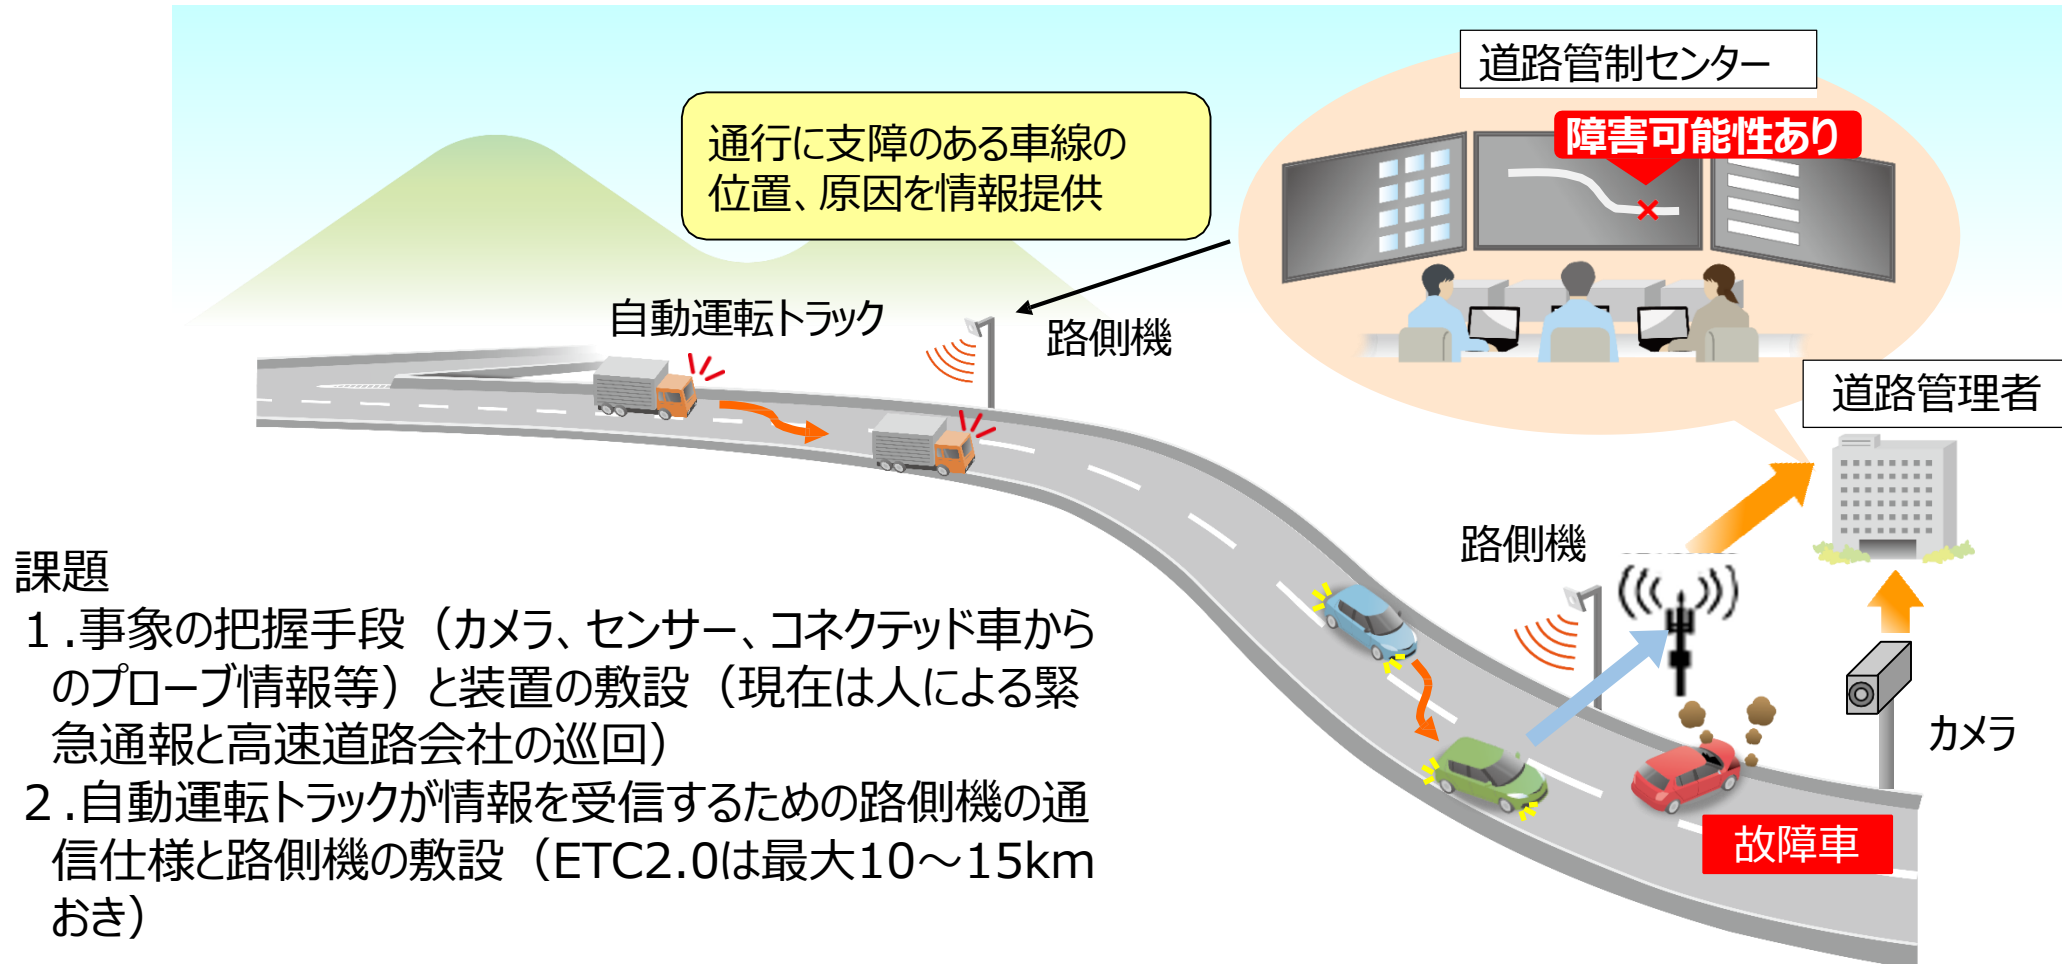 道路管制センター
障害可能性あり
通行に支障のある車線の
位置、原因を情報提供
自動運転トラック
路側機
道路管理者
路側機
カメラ
故障車
課題
１.事象の把握手段（カメラ、センサー、コネクテッド車から
のプローブ情報等）と装置の敷設（現在は人による緊
急通報と高速道路会社の巡回）
２.自動運転トラックが情報を受信するための路側機の通
信仕様と路側機の敷設（ETC2.0は最大10～15km
おき）